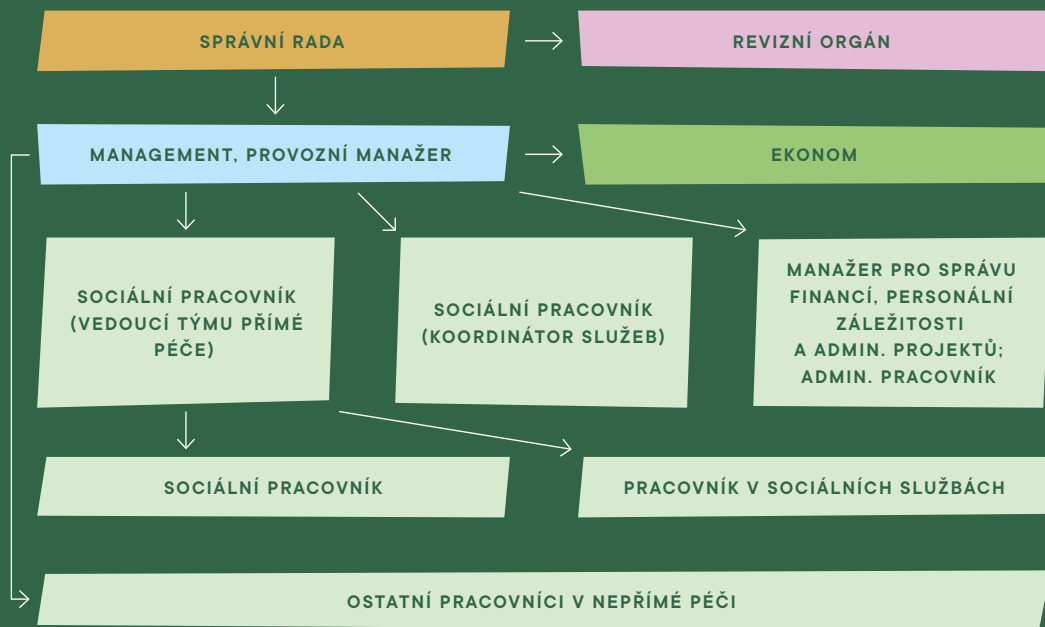 SPRÁVNÍ RADA
REVIZNÍ ORGÁN
MANAGEMENT, PROVOZNÍ MANAŽER
EKONOM
SOCIÁLNÍ PRACOVNÍK
(VEDOUCÍ TÝMU PŘÍMÉ
PÉČE)
SOCIÁLNÍ PRACOVNÍK
(KOORDINÁTOR SLUŽEB)
MANAŽER PRO SPRÁVU
FINANCÍ, PERSONÁLNÍ
ZÁLEŽITOSTI
A ADMIN. PROJEKTŮ;
ADMIN. PRACOVNÍK
SOCIÁLNÍ PRACOVNÍK
PRACOVNÍK V SOCIÁLNÍCH SLUŽBÁCH
OSTATNÍ PRACOVNÍCI V NEPŘÍMÉ PÉČI